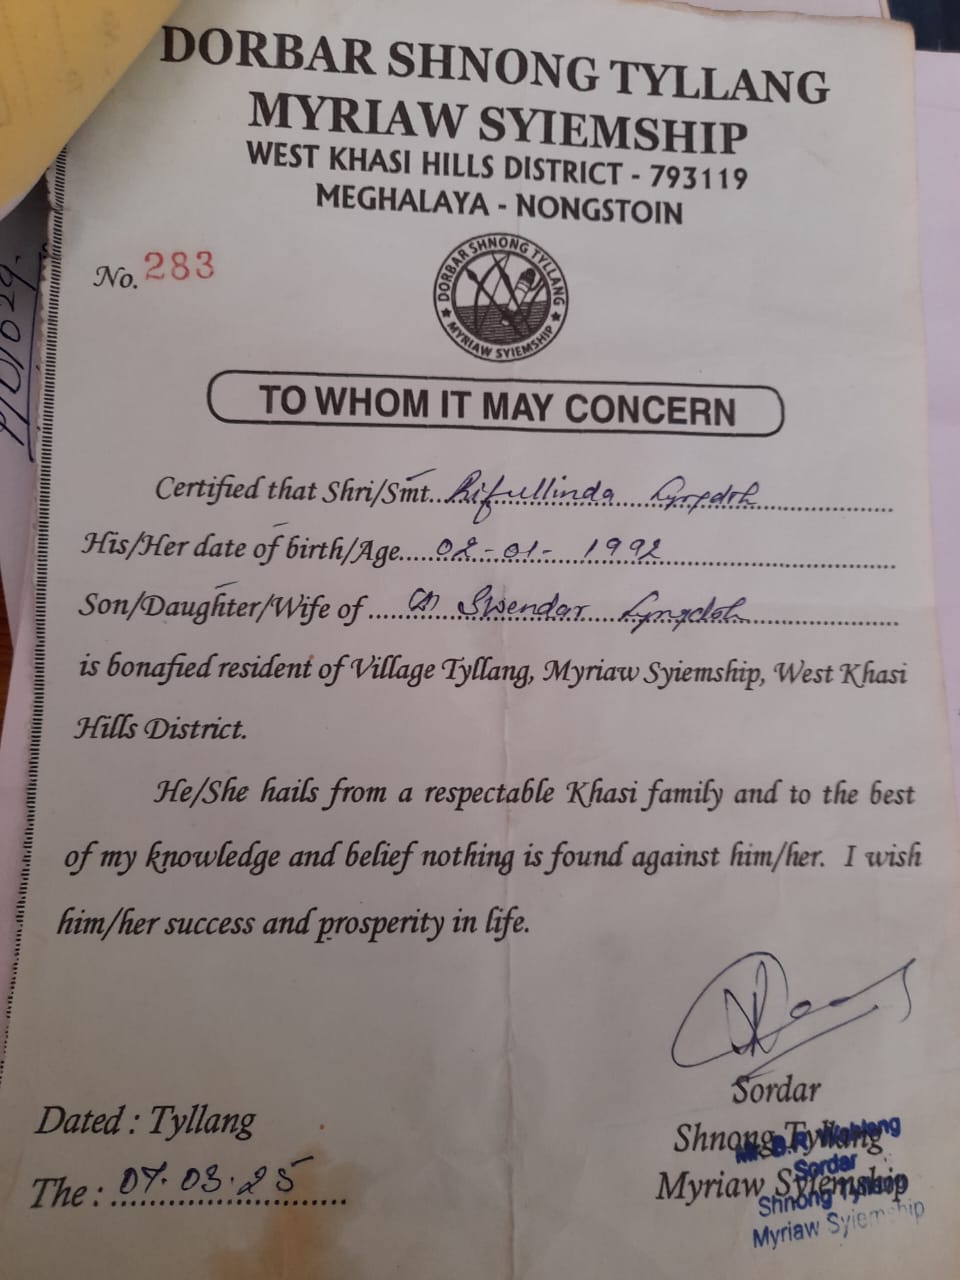 DORBAR SHNONG TYLLANG
MYRIAW SYIEMSHIP
WEST KHASI HILLS DISTRICT - 793119
MEGHALAYA - NONGSTOIN
No. 283
DORBAR SHNONG TYLLANG
★ MYRIAW SYIEMSHIP ★
TO WHOM IT MAY CONCERN
Certified that Shri/Smt. Rifullinda Lyngdoh
His/Her date of birth/Age 02-01-1992
Son/Daughter/Wife of Swendar Lyngdoh
is bonafied resident of Village Tyllang, Myriaw Syiemship, West Khasi
Hills District.
He/She hails from a respectable Khasi family and to the best
of my knowledge and belief nothing is found against him/her. I wish
him/her success and prosperity in life.
Sordar
Shnong Tyllang
Myriaw Syiemship
Sordar
Shnong Tyllang
Myriaw Syiemship
Dated : Tyllang
The : 07.03.25